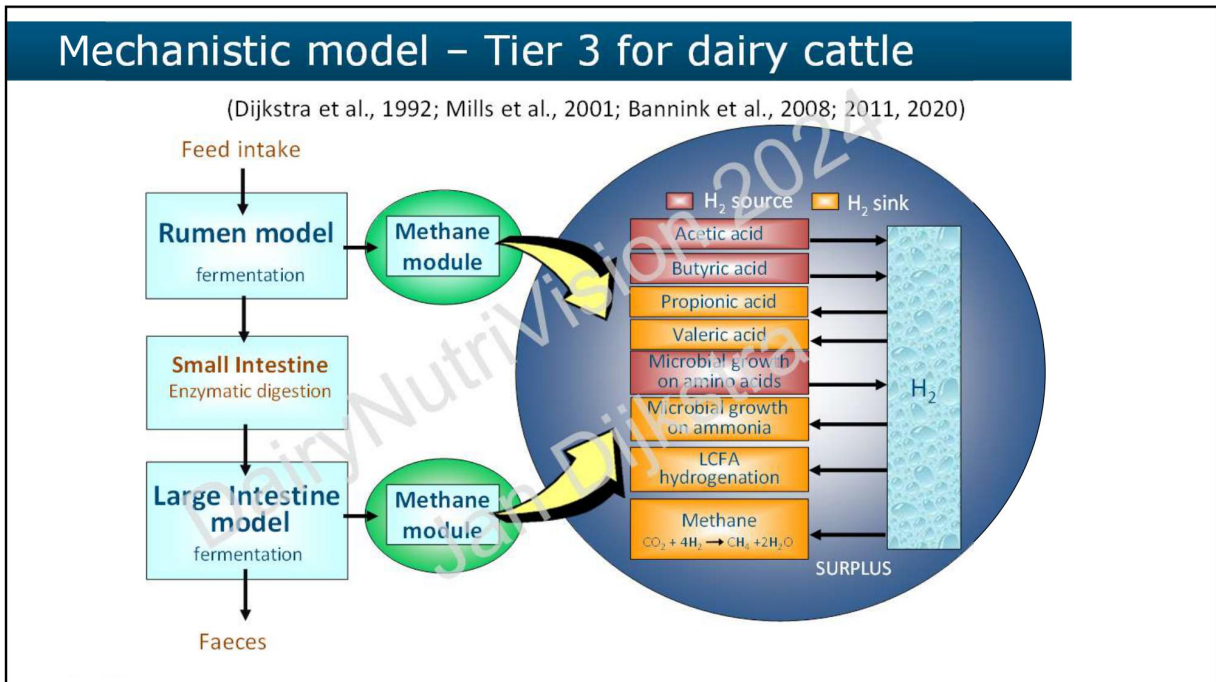 Mechanistic model – Tier 3 for dairy cattle
(Dijkstra et al., 1992; Mills et al., 2001; Bannink et al., 2008; 2011, 2020)
Feed intake
Rumen model
fermentation
Methane
module
Small Intestine
Enzymatic digestion
Large Intestine
model
fermentation
Methane
module
Faeces
H₂ source
H₂ sink
Acetic acid
Butyric acid
Propionic acid
Valeric acid
Microbial growth
on amino acids
Microbial growth
on ammonia
LCFA
hydrogenation
Methane
CO₂ + 4H₂ → CH₄ +2H₂O
H₂
SURPLUS
DairyNutriVision 2024
Jan Dijkstra